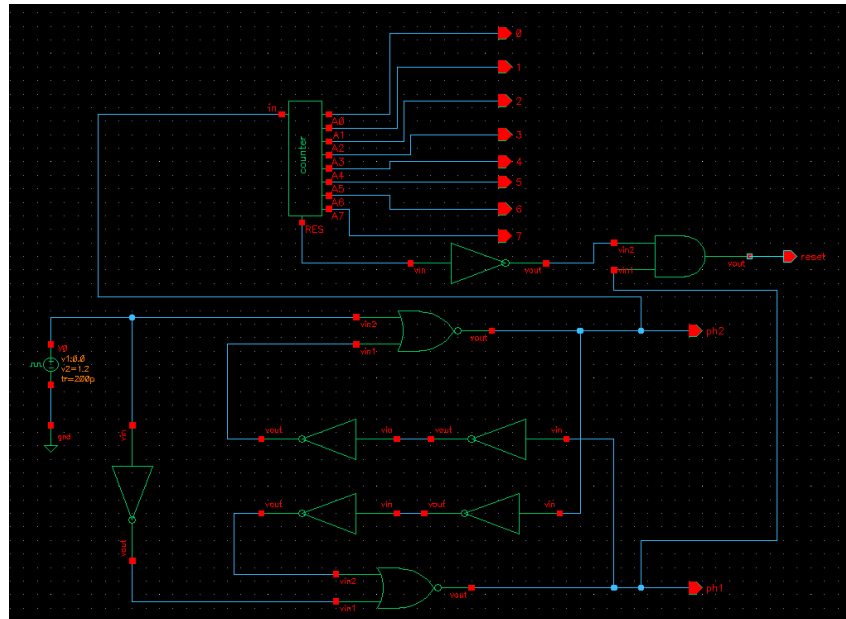 0
1
2
3
4
5
6
7
in
counter
A0
A1
A2
A3
A4
A5
A6
A7
RES
vin
vout
vin2
vin1
vout
reset
vin2
vin1
vout
ph2
V0
v1:0.0
v2=1.2
tr=200p
gnd
vin
vout
vout
vin
vout
vin
vout
vin
vout
vin
vin2
vin1
vout
ph1